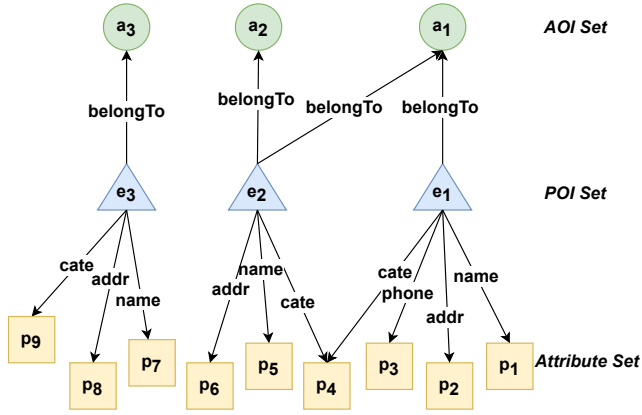 a3 a2 a1 AOI Set
belongTo belongTo belongTo belongTo
e3 e2 e1 POI Set
cate addr name addr name cate cate phone addr name
p9 p8 p7 p6 p5 p4 p3 p2 p1 Attribute Set